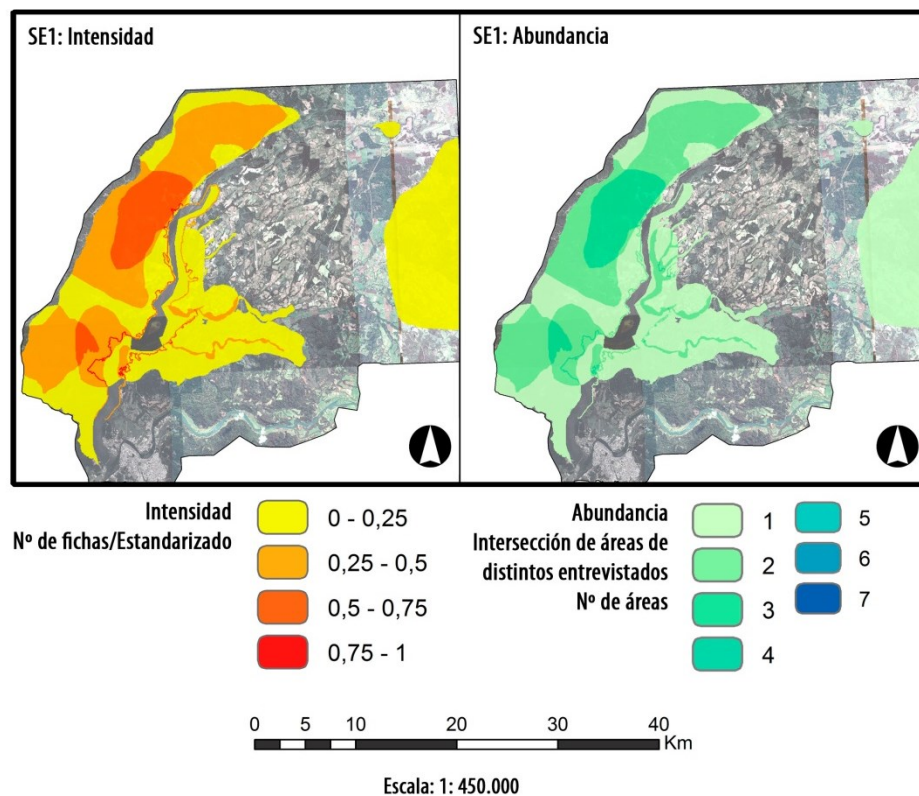 SE1: Intensidad
SE1: Abundancia
Intensidad
Nº de fichas/Estandarizado
0 - 0,25
0,25 - 0,5
0,5 - 0,75
0,75 - 1
Abundancia
Intersección de áreas de
distintos entrevistados
Nº de áreas
1
2
3
4
5
6
7
0 5 10 20 30 40
Km
Escala: 1: 450.000